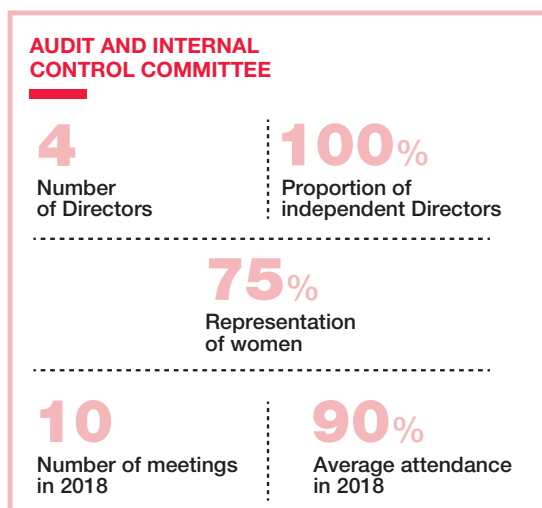 AUDIT AND INTERNAL
CONTROL COMMITTEE
4
Number
of Directors
100%
Proportion of
independent Directors
75%
Representation
of women
10
Number of meetings
in 2018
90%
Average attendance
in 2018